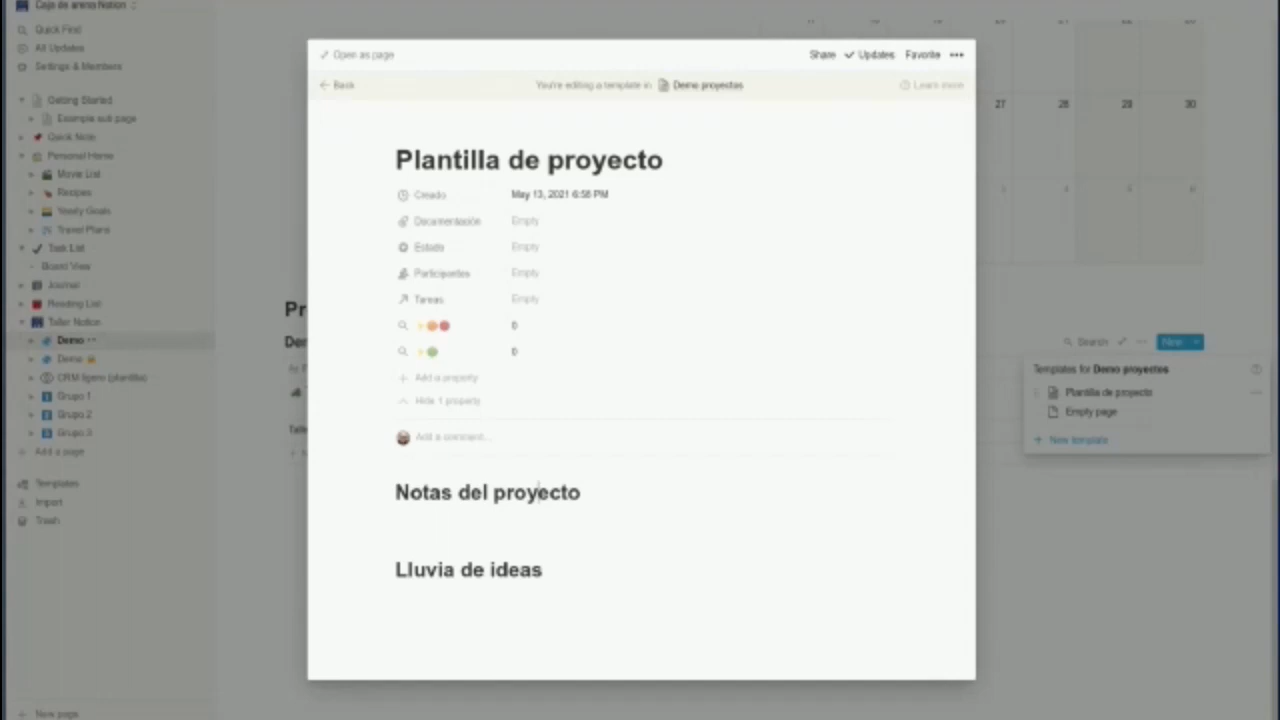 Caja de arena Notion
Quick Find
All Updates
Settings & Members
Getting Started
Example sub page
Quick Note
Personal Home
Movie List
Recipes
Yearly Goals
Travel Plans
Task List
Board View
Journal
Reading List
Taller Notion
Demo
Demo
CRM ligero (plantilla)
Grupo 1
Grupo 2
Grupo 3
Add a page
Templates
Import
Trash
New page
Open as page
Share
Updates
Favorite
Back
You're editing a template in Demo proyectos
Learn more
Plantilla de proyecto
Creado May 13, 2021 6:56 PM
Documentación Empty
Estado Empty
Participantes Empty
Tareas Empty
0
0
Add a property
Hide 1 property
Add a comment...
Notas del proyecto
Lluvia de ideas
27 28 29 30
Search
New
Templates for Demo proyectos
Plantilla de proyecto
Empty page
New template